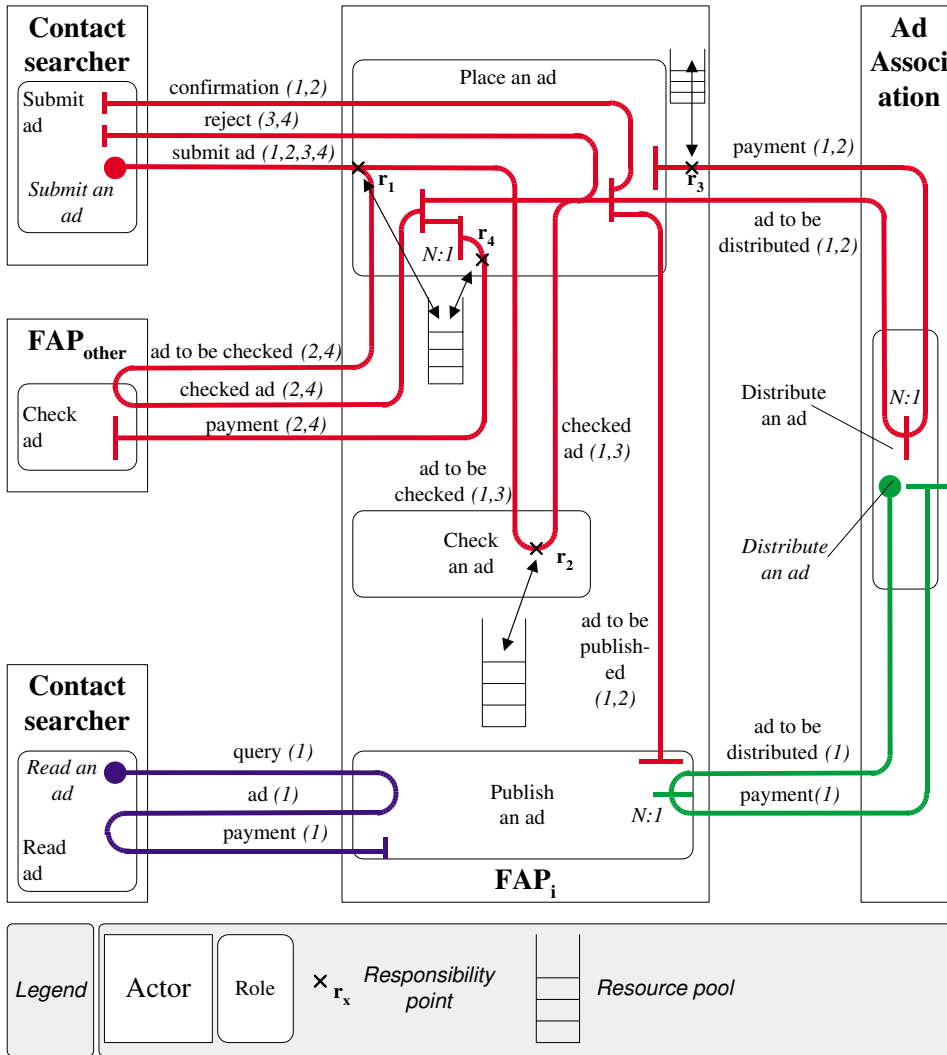 Contact
searcher
Submit
ad
Submit an
ad
confirmation (1,2)
reject (3,4)
submit ad (1,2,3,4)
Place an ad
r1
r4
N:1
r3
payment (1,2)
ad to be
distributed (1,2)
Ad
Associ
ation
FAPother
Check
ad
ad to be checked (2,4)
checked ad (2,4)
payment (2,4)
ad to be
checked (1,3)
checked
ad (1,3)
Distribute
an ad
N:1
Distribute
an ad
Check
an ad
r2
ad to be
publish-
ed
(1,2)
Contact
searcher
Read an
ad
Read
ad
query (1)
ad (1)
payment (1)
Publish
an ad
N:1
ad to be
distributed (1)
payment(1)
FAPi
Legend
Actor
Role
rx
Responsibility
point
Resource pool